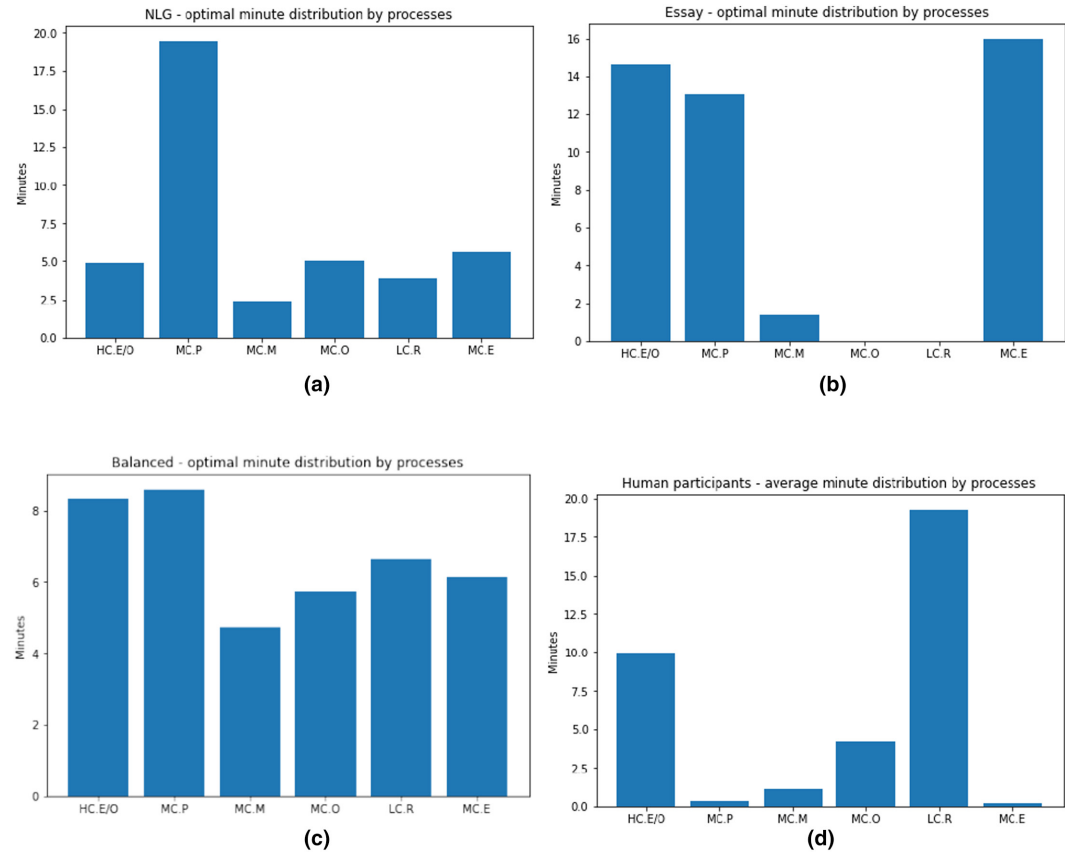 NLG - optimal minute distribution by processes
20.0
17.5
15.0
12.5
10.0
7.5
5.0
2.5
0.0
Minutes
HC.E/O MC.P MC.M MC.O LC.R MC.E
(a)
Essay - optimal minute distribution by processes
16
14
12
10
8
6
4
2
0
Minutes
HC.E/O MC.P MC.M MC.O LC.R MC.E
(b)
Balanced - optimal minute distribution by processes
8
6
4
2
0
Minutes
HC.E/O MC.P MC.M MC.O LC.R MC.E
(c)
Human participants - average minute distribution by processes
20.0
17.5
15.0
12.5
10.0
7.5
5.0
2.5
0.0
Minutes
HC.E/O MC.P MC.M MC.O LC.R MC.E
(d)